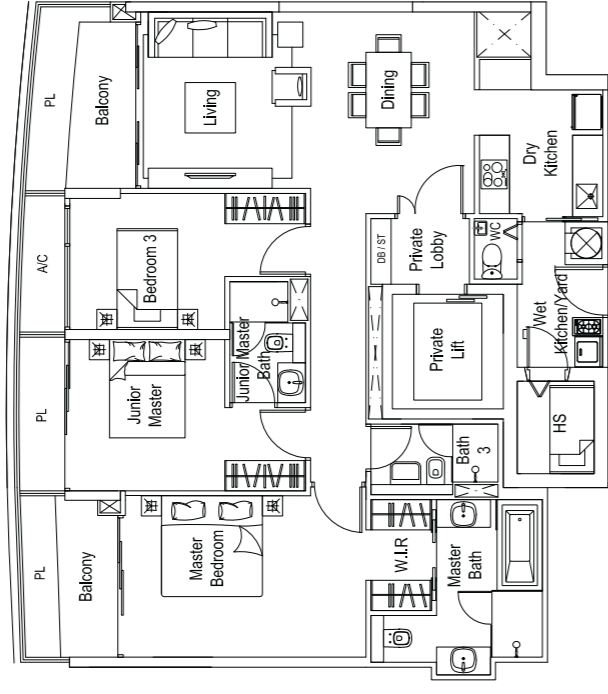 PL
Balcony
Living
Dining
Dry
Kitchen
A/C
Bedroom 3
DB / ST
Private
Lobby
WC
Wet
Kitchen/Yard
PL
Junior
Master
Junior Master
Bath
Private
Lift
HS
Bath
3
PL
Balcony
Master
Bedroom
W.I.R
Master
Bath